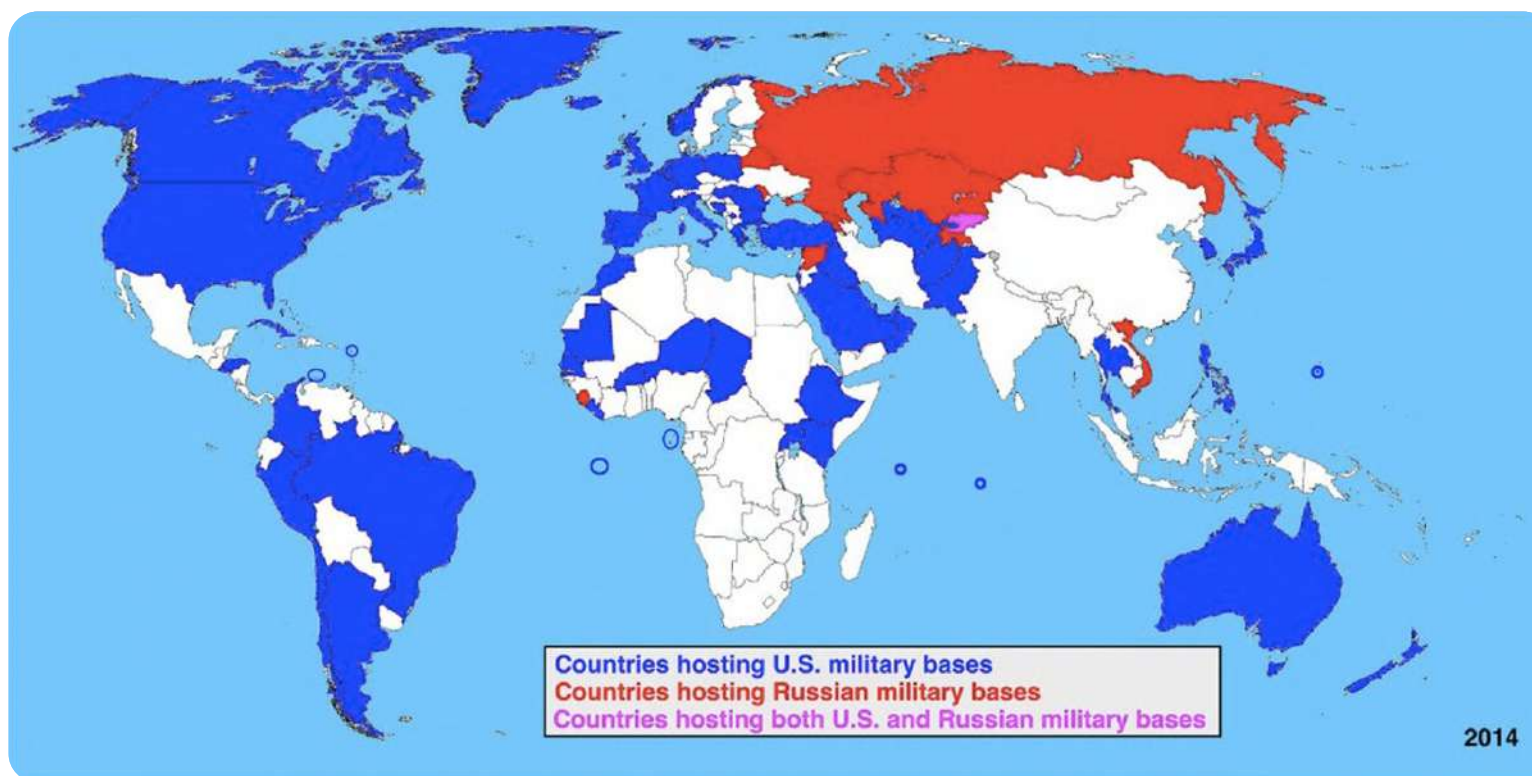 Countries hosting U.S. military bases
Countries hosting Russian military bases
Countries hosting both U.S. and Russian military bases
2014